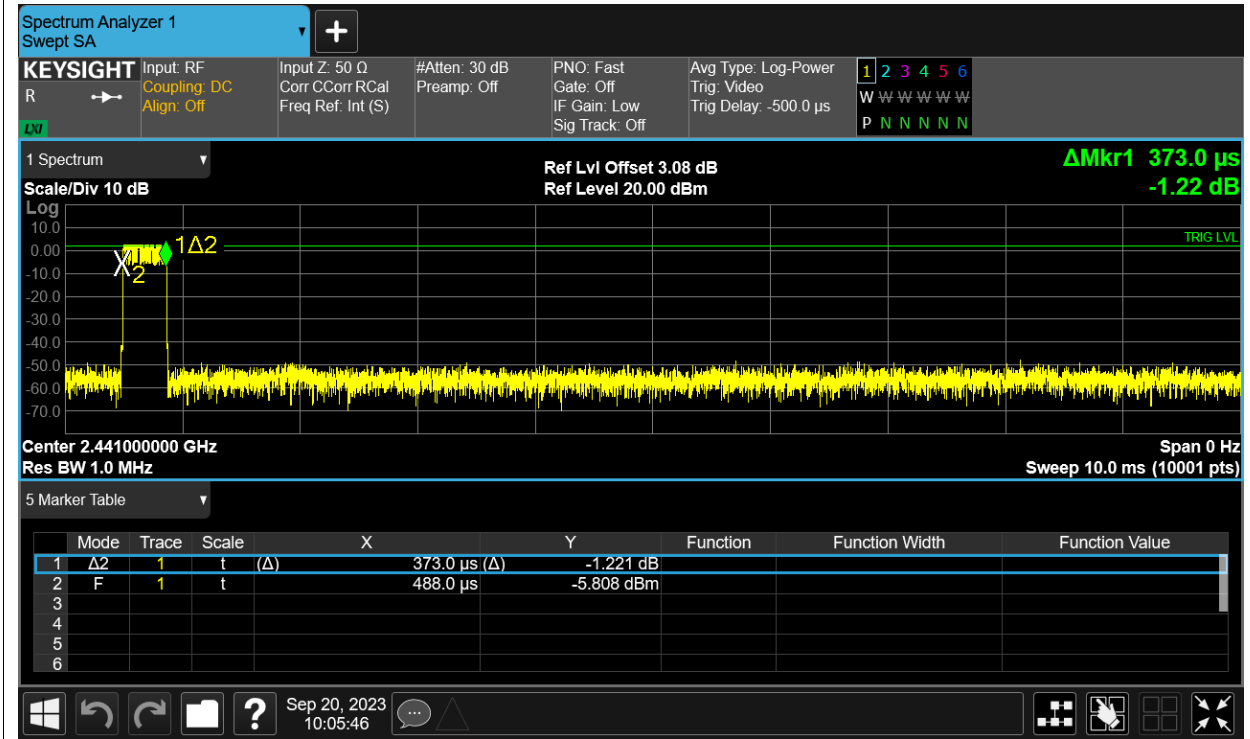 Spectrum Analyzer 1
Swept SA
+
KEYSIGHT
R
LXI
Input: RF
Coupling: DC
Align: Off
Input Z: 50 Ω
Corr CCorr RCal
Freq Ref: Int (S)
#Atten: 30 dB
Preamp: Off
PNO: Fast
Gate: Off
IF Gain: Low
Sig Track: Off
Avg Type: Log-Power
Trig: Video
Trig Delay: -500.0 µs
1 2 3 4 5 6
W W W W W W
P N N N N N
1 Spectrum
Scale/Div 10 dB
Ref Lvl Offset 3.08 dB
Ref Level 20.00 dBm
ΔMkr1 373.0 µs
-1.22 dB
Log
10.0
0.00
-10.0
-20.0
-30.0
-40.0
-50.0
-60.0
-70.0
TRIG LVL
1Δ2
X2
Center 2.441000000 GHz
Res BW 1.0 MHz
Span 0 Hz
Sweep 10.0 ms (10001 pts)
5 Marker Table
Mode Trace Scale X Y Function Function Width Function Value
1 Δ2 1 t (Δ) 373.0 µs (Δ) -1.221 dB
2 F 1 t 488.0 µs -5.808 dBm
3
4
5
6
?
Sep 20, 2023
10:05:46